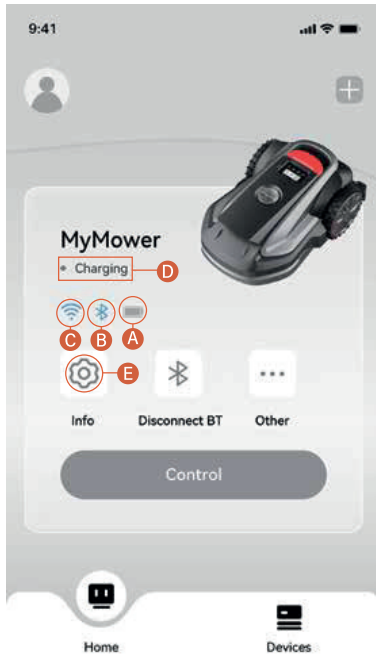 9:41
MyMower
Charging D
C B A
E
Info Disconnect BT Other
Control
Home Devices